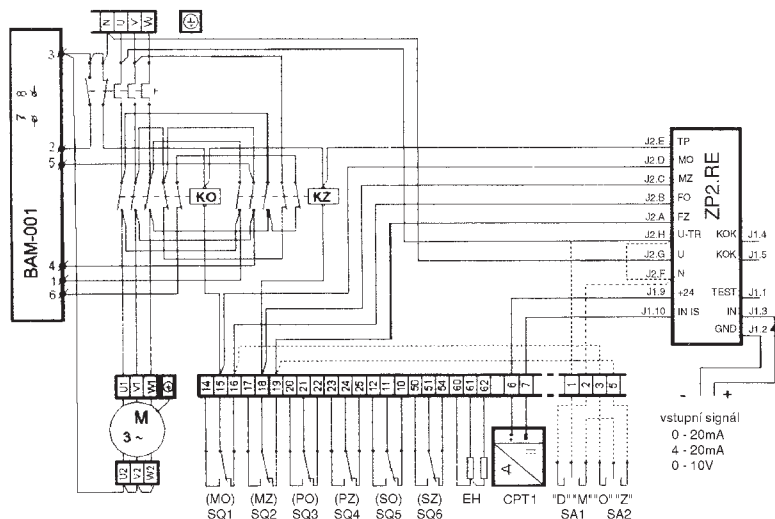 N U V W
3
8
7
2
5
BAM-001
4
1
6
KO
KZ
ZP2.RE
J2.E TP
J2.D MO
J2.C MZ
J2.B FO
J2.A FZ
J2.H U-TR KOK J1.4
J2.G U KOK J1.5
J2.F N
J1.9 +24 TEST J1.1
J1.10 IN IS IN J1.3
GND J1.2
- +
vstupní signál
0 - 20mA
4 - 20mA
0 - 10V
U1 V1 W1
M
3 ~
U2 V2 W2
14 15 16 17 18 19 20 21 22 23 24 25 12 11 10 50 51 54 60 61 62 6 7 1 2 3 5
(MO) (MZ) (PO) (PZ) (SO) (SZ) EH CPT1 "D" "M" "O" "Z"
SQ1 SQ2 SQ3 SQ4 SQ5 SQ6 SA1 SA2